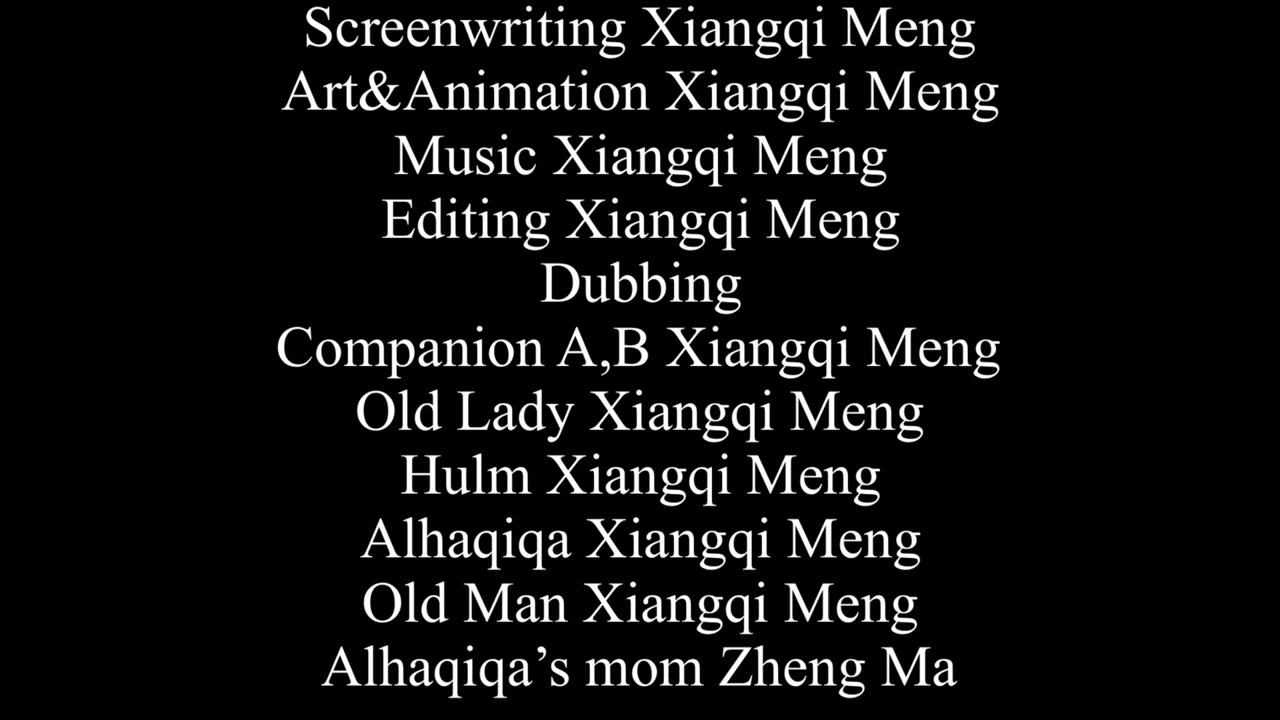 Screenwriting Xiangqi Meng
Art&Animation Xiangqi Meng
Music Xiangqi Meng
Editing Xiangqi Meng
Dubbing
Companion A,B Xiangqi Meng
Old Lady Xiangqi Meng
Hulm Xiangqi Meng
Alhaqiqa Xiangqi Meng
Old Man Xiangqi Meng
Alhaqiqa’s mom Zheng Ma